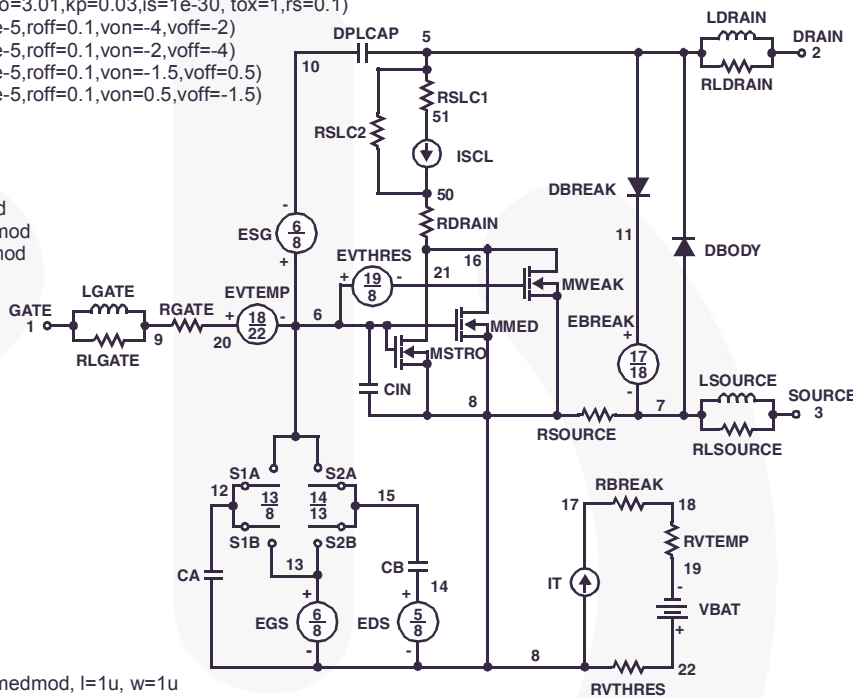 o=3.01,kp=0.03,is=1e-30, tox=1,rs=0.1)
e-5,roff=0.1,von=-4,voff=-2)
e-5,roff=0.1,von=-2,voff=-4)
e-5,roff=0.1,von=-1.5,voff=0.5)
e-5,roff=0.1,von=0.5,voff=-1.5)
d
mod
mod
LDRAIN
DPLCAP 5 DRAIN
2
10
RLDRAIN
RSLC1
51
RSLC2
ISCL
50
DBREAK
RDRAIN
-
ESG 6
8
+
11
DBODY
EVTHRES
16
21
+ 19 -
8
MWEAK
LGATE
GATE
1
RGATE
EVTEMP
+ 18 -
22
6
MMED
EBREAK
+
9
20
RLGATE
MSTRO
17
18
-
LSOURCE
CIN
8
7
SOURCE
3
RSOURCE
RLSOURCE
S1A S2A
12
13
8
14
13
15
RBREAK
17 18
S1B S2B
RVTEMP
13
CA
CB
14
19
IT
-
VBAT
+
+ +
EGS 6
8
EDS 5
8
- -
8
22
RVTHRES
medmod, l=1u, w=1u